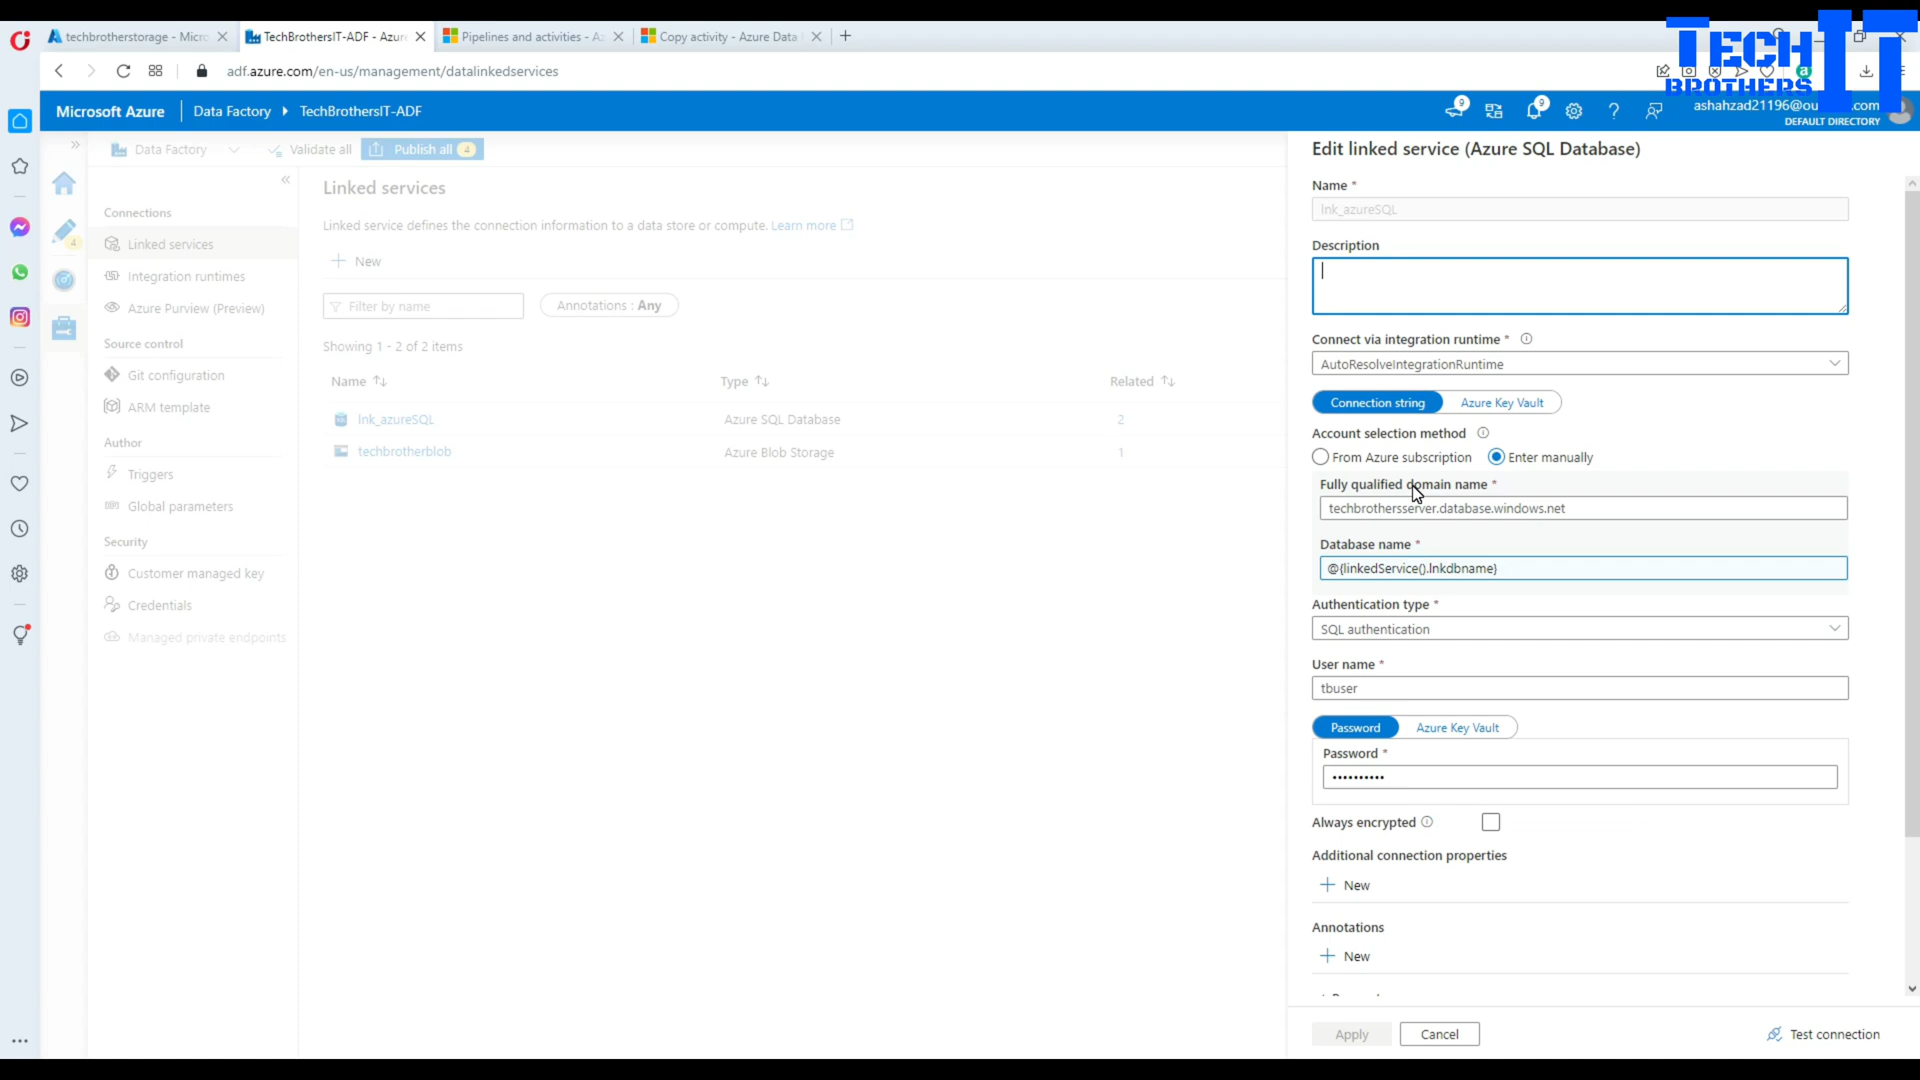 techbrotherstorage - Micro
TechBrothersIT-ADF - Azure
Pipelines and activities - Az
Copy activity - Azure Data
adf.azure.com/en-us/management/datalinkedservices
TECH IT
BROTHERS
Microsoft Azure
Data Factory
TechBrothersIT-ADF
9
9
ashahzad21196@ou
.com
DEFAULT DIRECTORY
Data Factory
Validate all
Publish all
4
4
Connections
Linked services
Integration runtimes
Azure Purview (Preview)
Source control
Git configuration
ARM template
Author
Triggers
Global parameters
Security
Customer managed key
Credentials
Managed private endpoints
Linked services
Linked service defines the connection information to a data store or compute. Learn more
New
Filter by name
Annotations : Any
Showing 1 - 2 of 2 items
Name Type Related
lnk_azureSQL Azure SQL Database 2
techbrotherblob Azure Blob Storage 1
Edit linked service (Azure SQL Database)
Name *
lnk_azureSQL
Description
Connect via integration runtime *
AutoResolveIntegrationRuntime
Connection string Azure Key Vault
Account selection method
From Azure subscription Enter manually
Fully qualified domain name *
techbrothersserver.database.windows.net
Database name *
@{linkedService().lnkdbname}
Authentication type *
SQL authentication
User name *
tbuser
Password Azure Key Vault
Password *
••••••••••
Always encrypted
Additional connection properties
New
Annotations
New
Apply Cancel Test connection